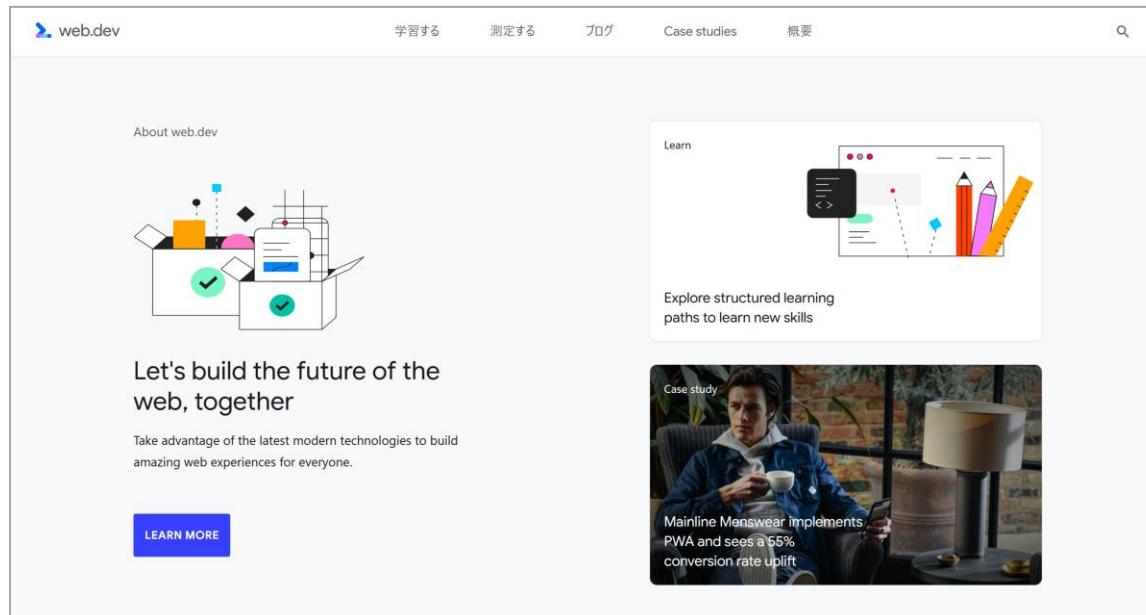 web.dev
学習する
測定する
ブログ
Case studies
概要
About web.dev
Let's build the future of the
web, together
Take advantage of the latest modern technologies to build
amazing web experiences for everyone.
LEARN MORE
Learn
< >
Explore structured learning
paths to learn new skills
Case study
Mainline Menswear implements
PWA and sees a 55%
conversion rate uplift